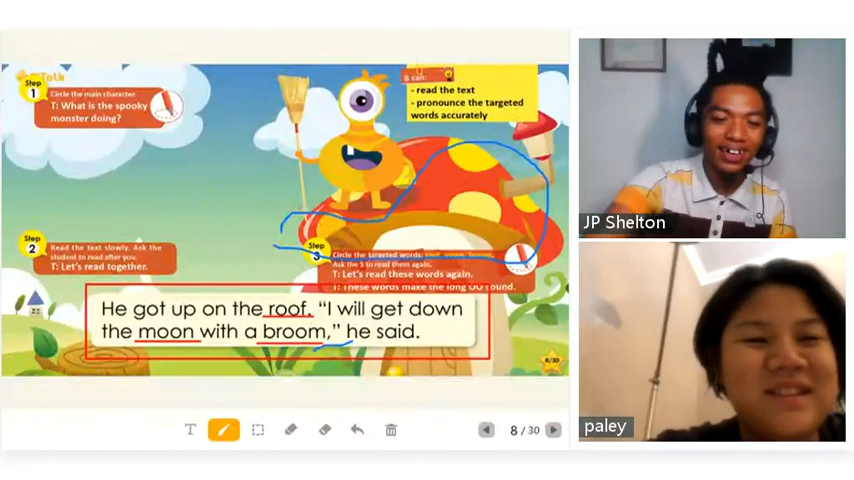 Talk
Step
1
Circle the main character.
T: What is the spooky
monster doing?
S can:
- read the text
- pronounce the targeted
words accurately
Step
2
Read the text slowly. Ask the
student to read after you.
T: Let's read together.
Step
3
Circle the targeted words:
Ask the S to read them again.
T: Let's read these words again.
T: These words make the long OO sound.
He got up on the roof. "I will get down
the moon with a broom," he said.
8/30
T
8 / 30
JP Shelton
paley